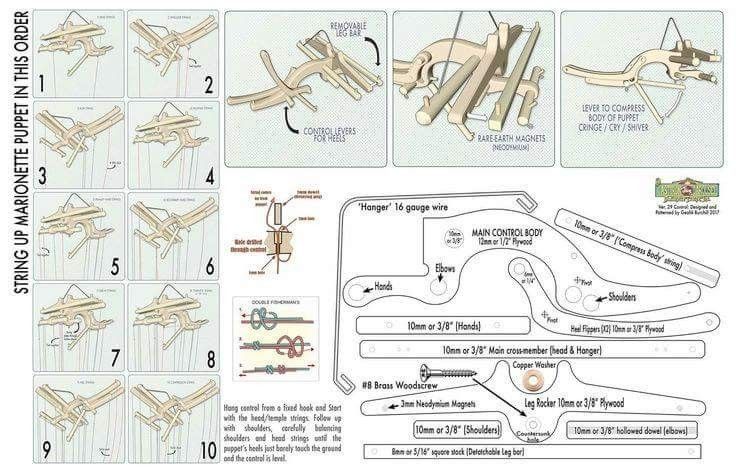 STRING UP MARIONETTE PUPPET IN THIS ORDER
1
2
3
4
5
6
7
8
9
10
REMOVABLE
LEG BAR
CONTROL LEVERS
FOR HEELS
RARE-EARTH MAGNETS
(NEODYMIUM)
LEVER TO COMPRESS
BODY OF PUPPET
CRINGE / CRY / SHIVER
Ver. 29 Control: Designed and
Patterned by Geahk Burchill 2017
Hole drilled
through control
DOUBLE FISHERMAN'S
'Hanger' 16 gauge wire
10mm
or 3/8"
MAIN CONTROL BODY
12mm or 1/2" Plywood
10mm or 3/8" ('Compress Body' string)
Elbows
6mm
or 1/4"
Hands
Pivot
Shoulders
Pivot
10mm or 3/8" (Hands)
Heel Flippers (X2) 10mm or 3/8" Plywood
10mm or 3/8" Main cross-member (head & Hanger)
Copper Washer
#8 Brass Woodscrew
Leg Rocker 10mm or 3/8" Plywood
3mm Neodymium Magnets
10mm or 3/8" (Shoulders)
Countersunk
hole
10mm or 3/8" hollowed dowel (elbows)
8mm or 5/16" square stock (Detatchable Leg bar)
Hang control from a fixed hook and Start
with the head/temple strings. Follow up
with shoulders, carefully balancing
shoulders and head strings until the
puppet's heels just barely touch the ground
and the control is level.